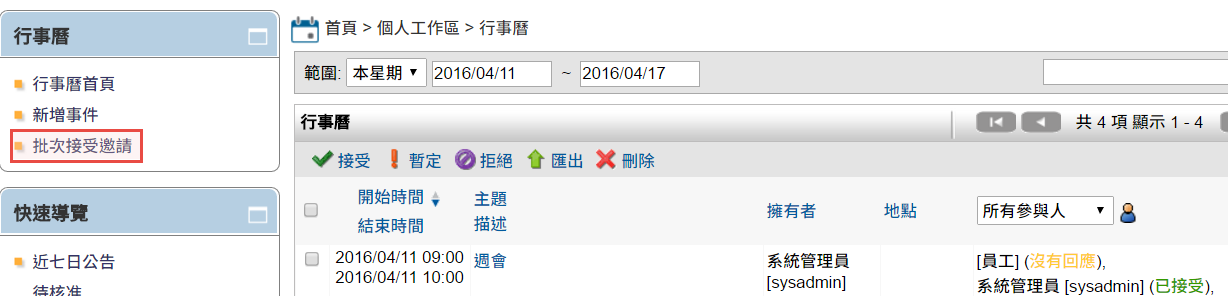 行事曆
行事曆首頁
新增事件
批次接受邀請
快速導覽
近七日公告
待核准
首頁 > 個人工作區 > 行事曆
範圍: 本星期 2016/04/11 ~ 2016/04/17
行事曆 共 4 項 顯示 1 - 4
接受 暫定 拒絕 匯出 刪除
開始時間 主題
結束時間 描述
擁有者 地點 所有參與人
2016/04/11 09:00 週會 系統管理員 [員工] (沒有回應),
2016/04/11 10:00 [sysadmin] 系統管理員 [sysadmin] (已接受),